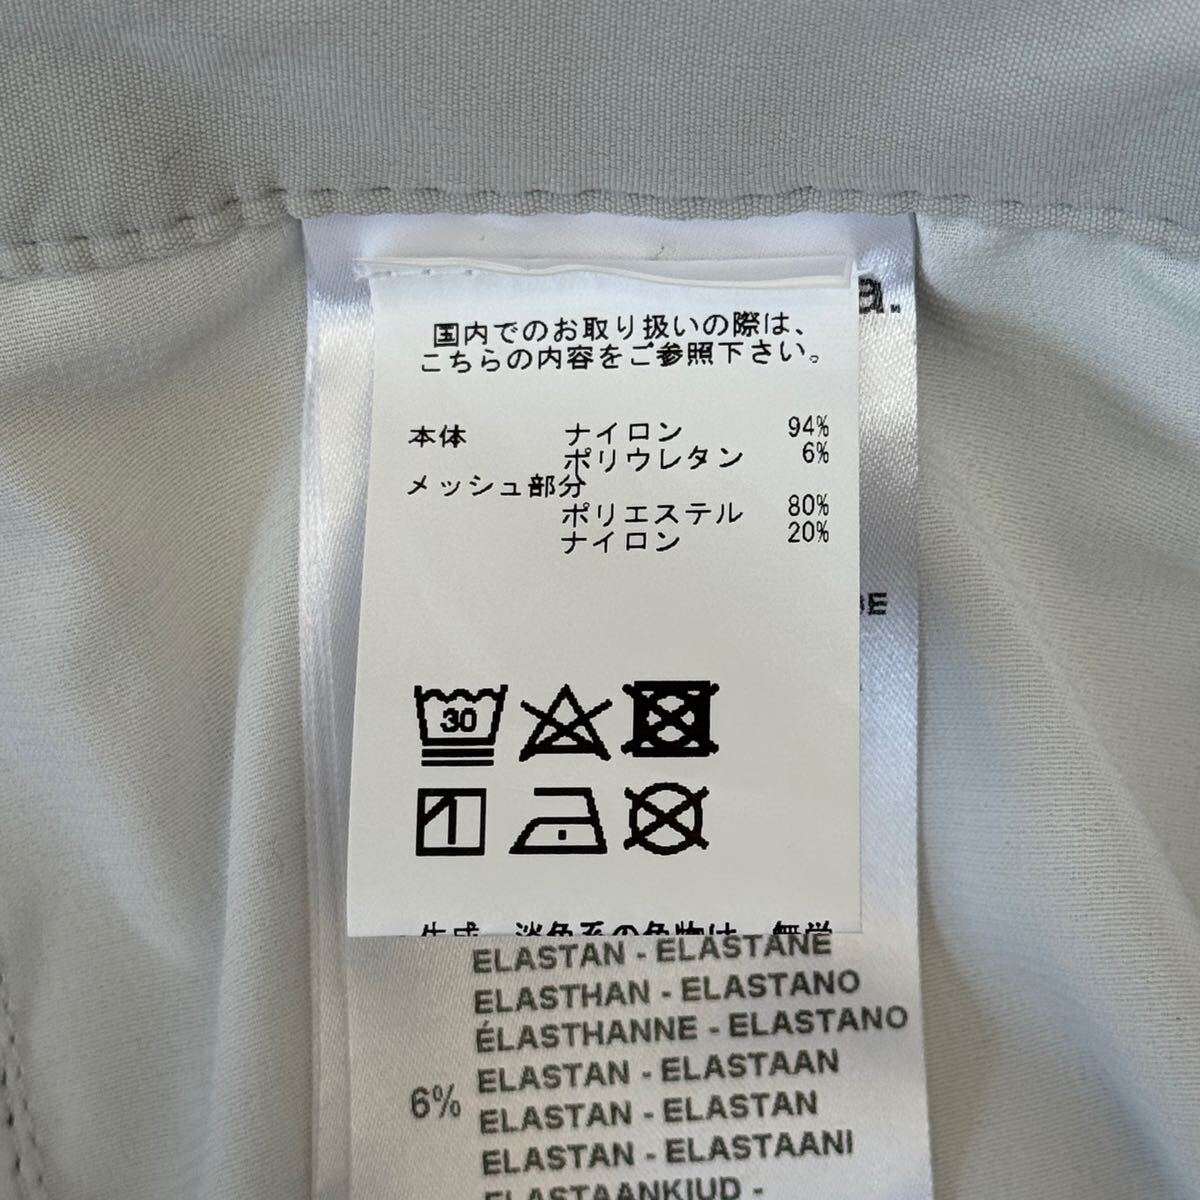 a.
国内でのお取り扱いの際は、
こちらの内容をご参照下さい。
本体 ナイロン 94%
ポリウレタン 6%
メッシュ部分
ポリエステル 80%
ナイロン 20%
30
ELASTAN - ELASTANE
ELASTHAN - ELASTANO
ÉLASTHANNE - ELASTANO
6% ELASTAN - ELASTAAN
ELASTAN - ELASTAN
ELASTAN - ELASTAANI
ELASTAANKIUD -